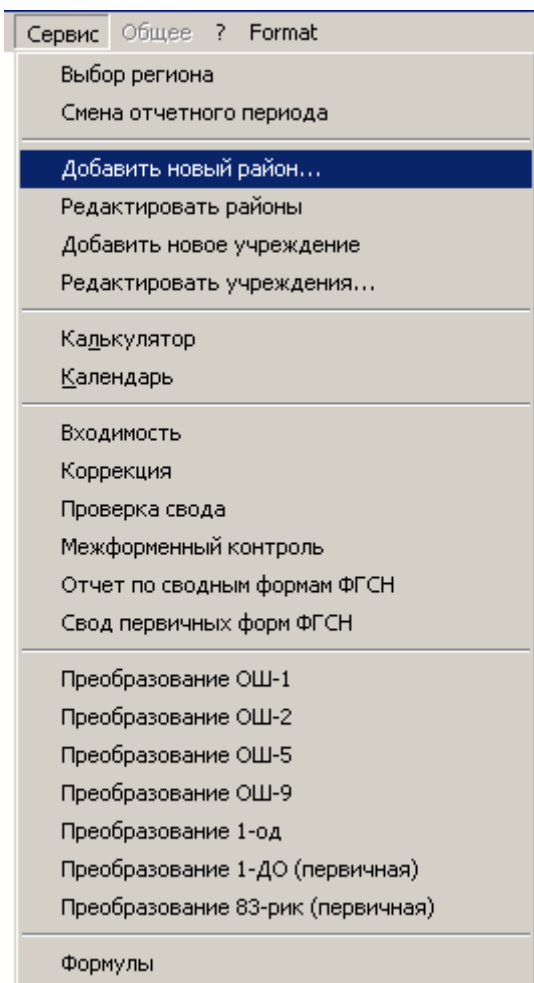 Сервис Общее ? Format
Выбор региона
Смена отчетного периода
Добавить новый район...
Редактировать районы
Добавить новое учреждение
Редактировать учреждения...
Калькулятор
Календарь
Входимость
Коррекция
Проверка свода
Межформенный контроль
Отчет по сводным формам ФГСН
Свод первичных форм ФГСН
Преобразование ОШ-1
Преобразование ОШ-2
Преобразование ОШ-5
Преобразование ОШ-9
Преобразование 1-од
Преобразование 1-ДО (первичная)
Преобразование 83-рик (первичная)
Формулы